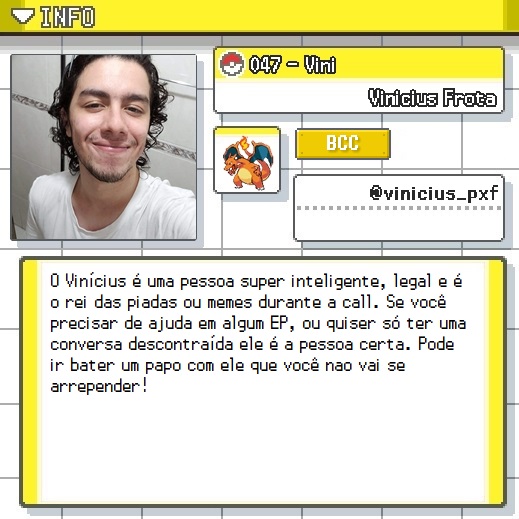 INFO
047 - Vini
Vinicius Frota
BCC
@vinicius_pxf
O Vinícius é uma pessoa super inteligente, legal e é
o rei das piadas ou memes durante a call. Se você
precisar de ajuda em algum EP, ou quiser só ter uma
conversa descontraída ele é a pessoa certa. Pode
ir bater um papo com ele que você nao vai se
arrepender!